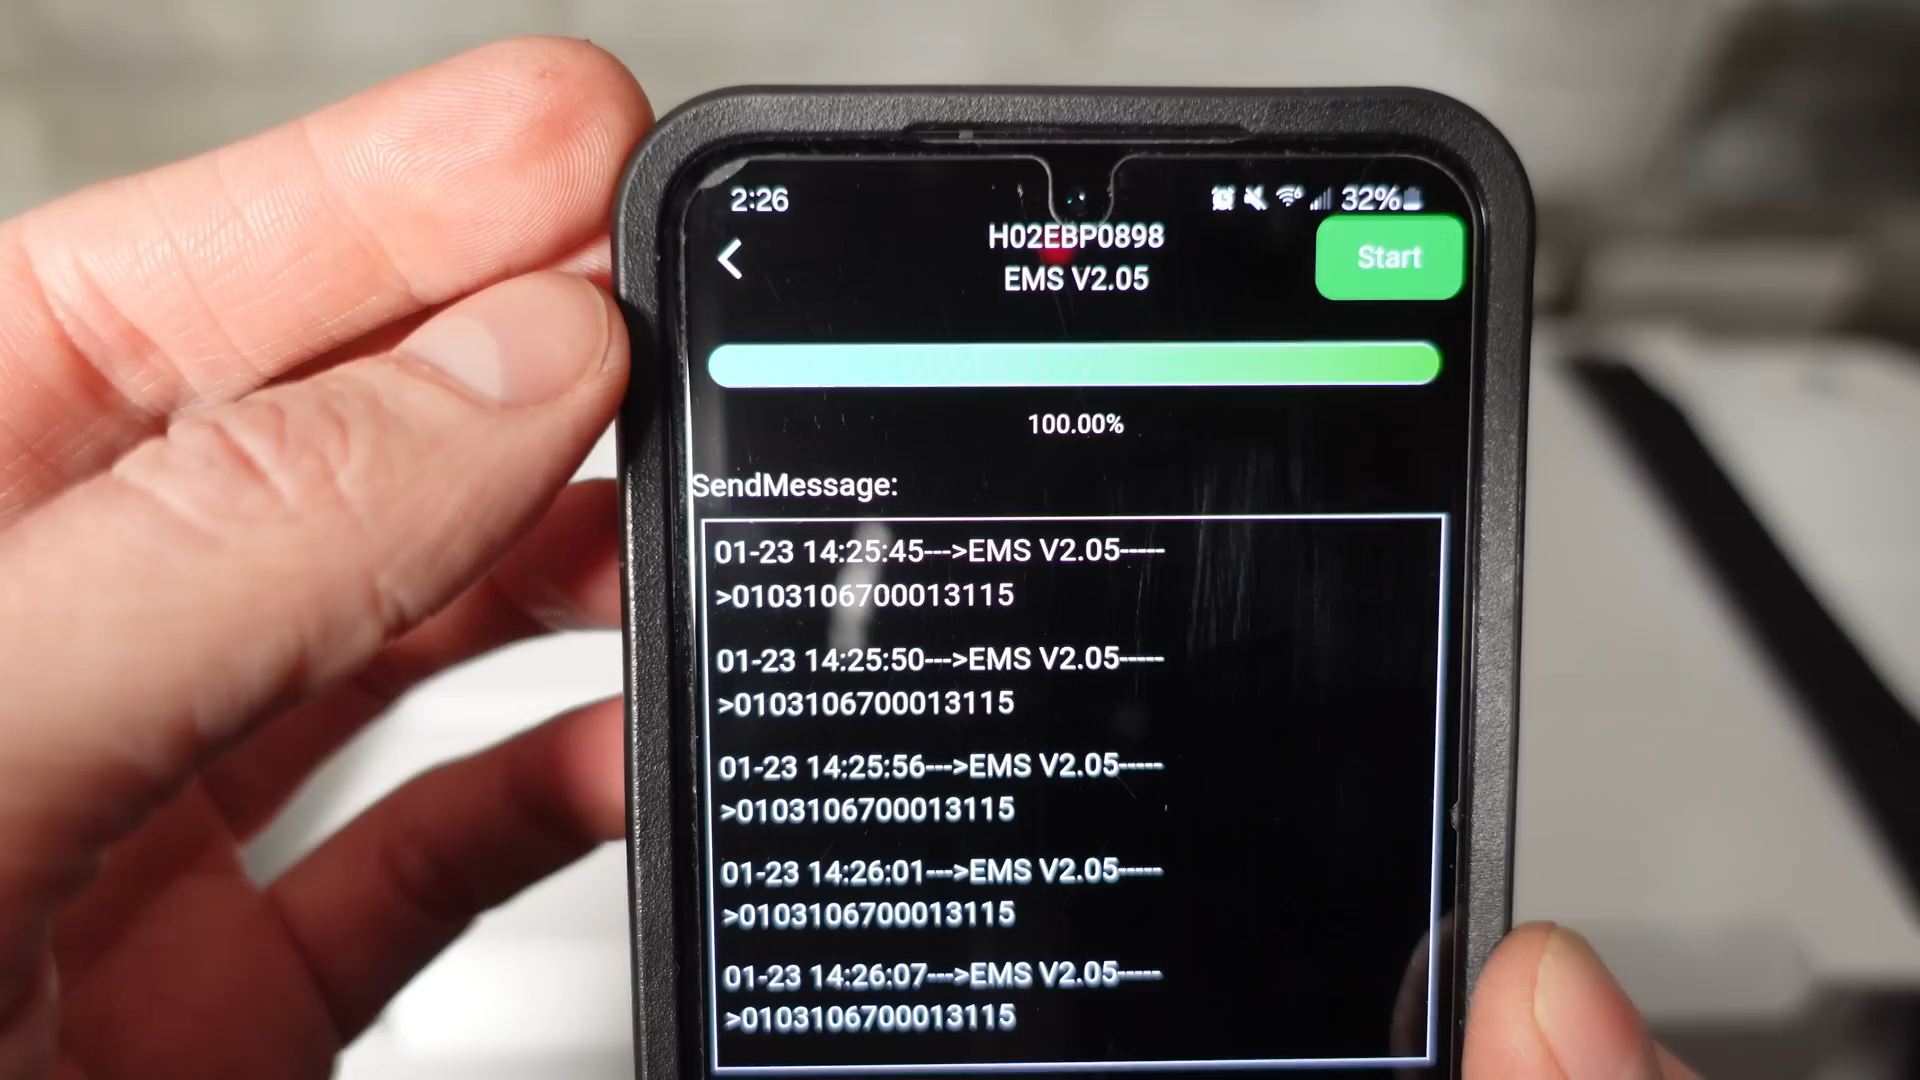 2:26
32%
H02EBP0898
EMS V2.05
Start
100.00%
SendMessage:
01-23 14:25:45--->EMS V2.05-----
>0103106700013115
01-23 14:25:50--->EMS V2.05-----
>0103106700013115
01-23 14:25:56--->EMS V2.05-----
>0103106700013115
01-23 14:26:01--->EMS V2.05-----
>0103106700013115
01-23 14:26:07--->EMS V2.05-----
>0103106700013115